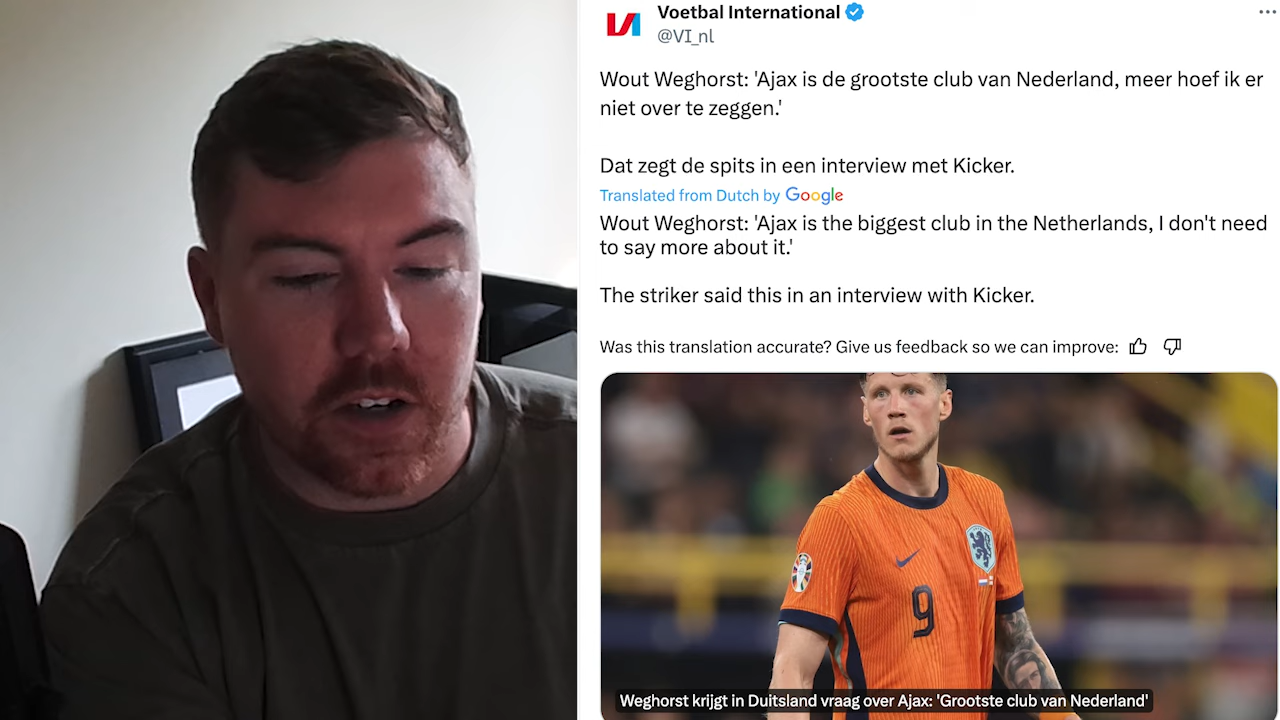 Voetbal International
@VI_nl
Wout Weghorst: 'Ajax is de grootste club van Nederland, meer hoef ik er
niet over te zeggen.'
Dat zegt de spits in een interview met Kicker.
Translated from Dutch by Google
Wout Weghorst: 'Ajax is the biggest club in the Netherlands, I don't need
to say more about it.'
The striker said this in an interview with Kicker.
Was this translation accurate? Give us feedback so we can improve:
9
Weghorst krijgt in Duitsland vraag over Ajax: 'Grootste club van Nederland'